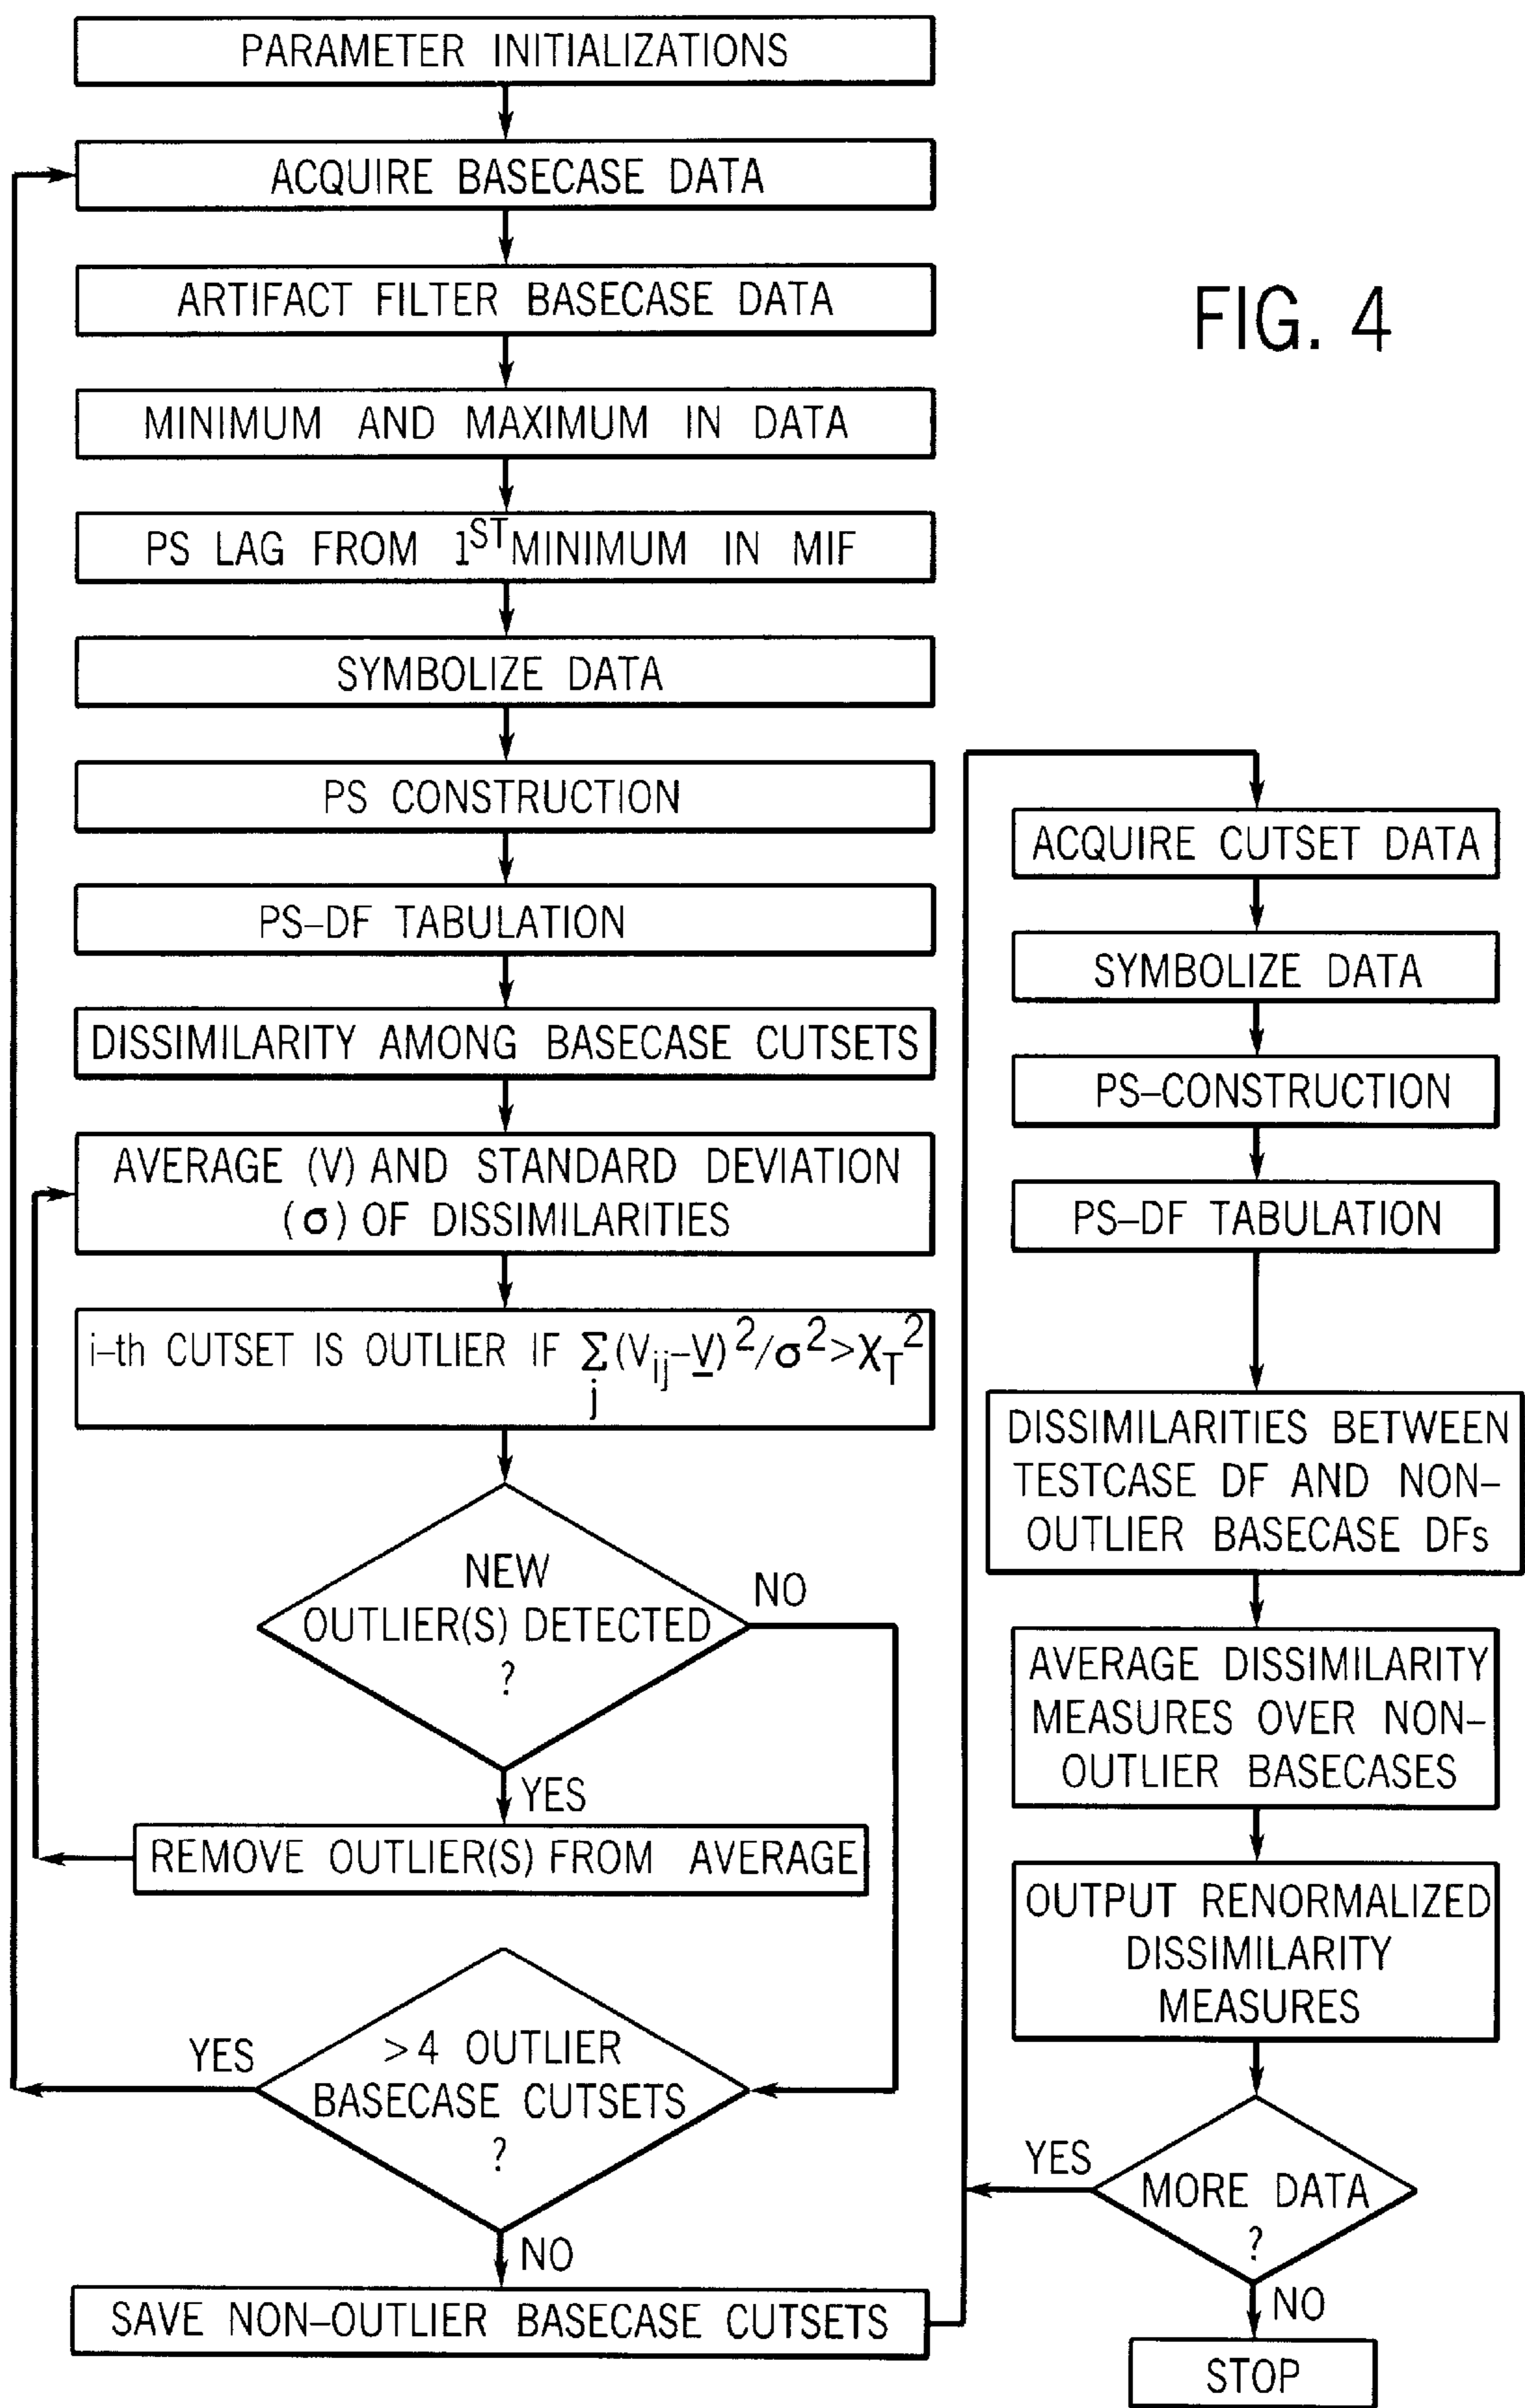 PARAMETER INITIALIZATIONS
ACQUIRE BASECASE DATA
ARTIFACT FILTER BASECASE DATA
MINIMUM AND MAXIMUM IN DATA
PS LAG FROM 1ST MINIMUM IN MIF
SYMBOLIZE DATA
PS CONSTRUCTION
PS–DF TABULATION
DISSIMILARITY AMONG BASECASE CUTSETS
AVERAGE (V) AND STANDARD DEVIATION
(σ) OF DISSIMILARITIES
i–th CUTSET IS OUTLIER IF Σ (V_ij–V̲)²/σ²>χ_T²
j
NEW
OUTLIER(S) DETECTED
?
NO
YES
REMOVE OUTLIER(S) FROM AVERAGE
>4 OUTLIER
BASECASE CUTSETS
?
YES
NO
SAVE NON–OUTLIER BASECASE CUTSETS
FIG. 4
ACQUIRE CUTSET DATA
SYMBOLIZE DATA
PS–CONSTRUCTION
PS–DF TABULATION
DISSIMILARITIES BETWEEN
TESTCASE DF AND NON–
OUTLIER BASECASE DFs
AVERAGE DISSIMILARITY
MEASURES OVER NON–
OUTLIER BASECASES
OUTPUT RENORMALIZED
DISSIMILARITY
MEASURES
YES
MORE DATA
?
NO
STOP